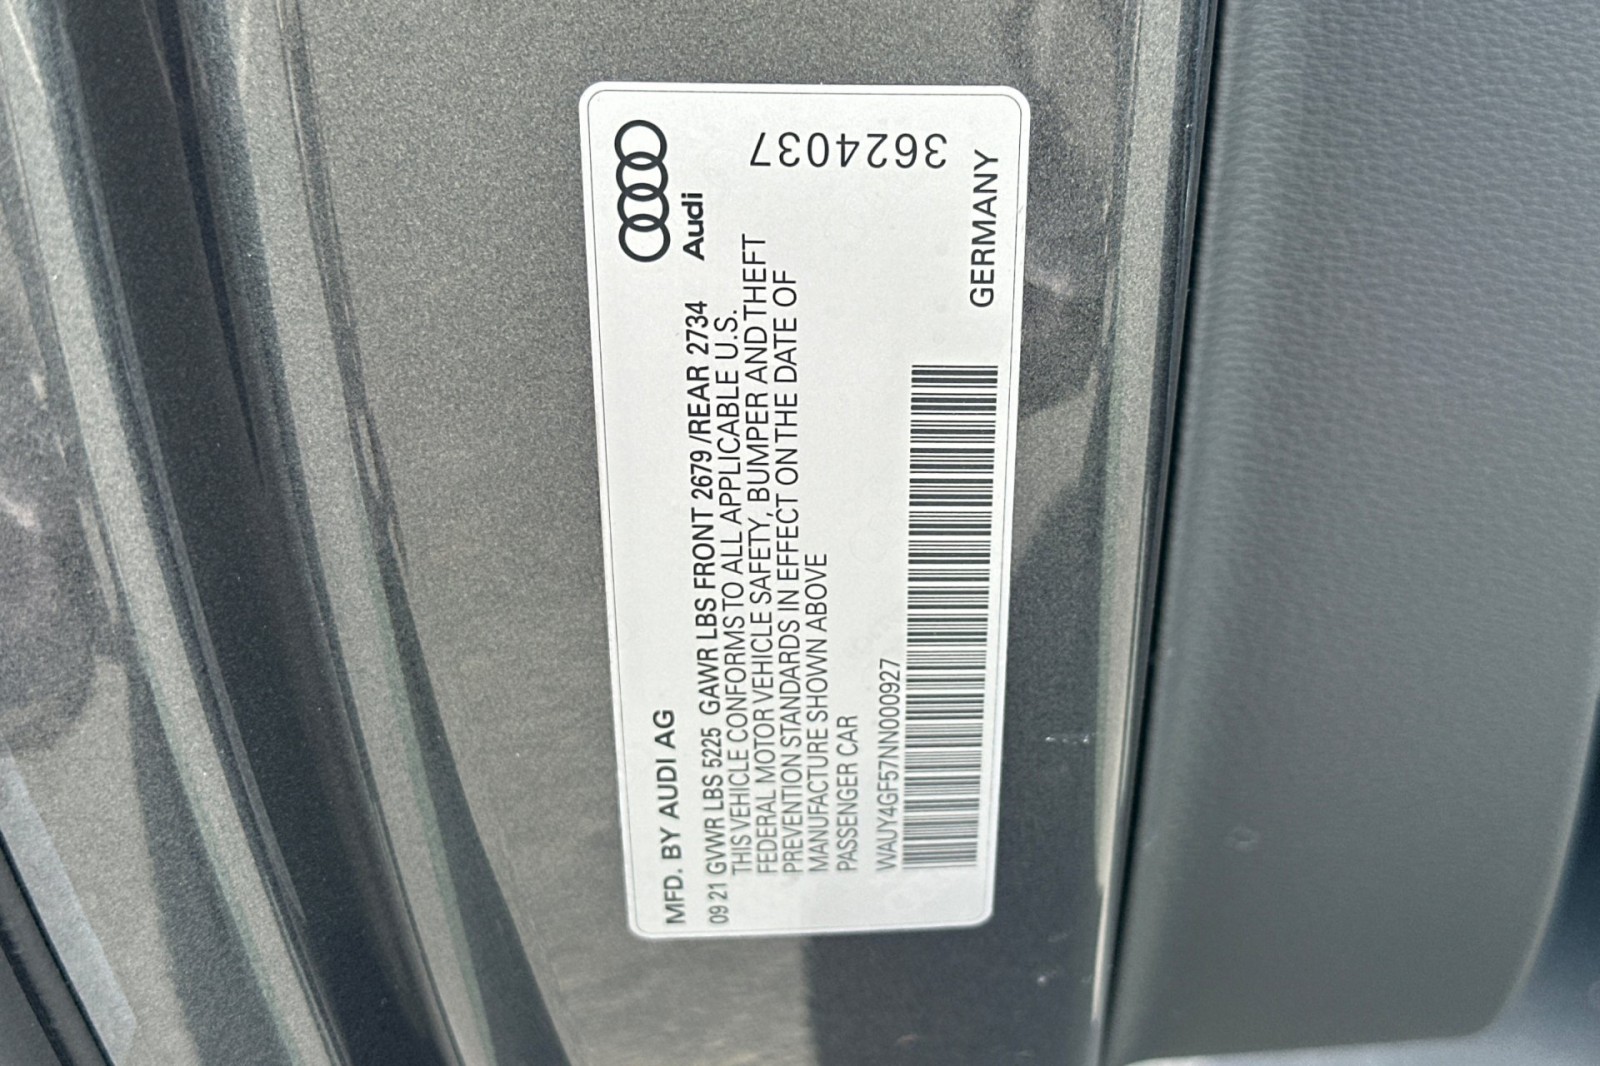 MFD. BY AUDI AG
09 21 GVWR LBS 5225 GAWR LBS FRONT 2679 /REAR 2734
THIS VEHICLE CONFORMS TO ALL APPLICABLE U.S.
FEDERAL MOTOR VEHICLE SAFETY, BUMPER AND THEFT
PREVENTION STANDARDS IN EFFECT ON THE DATE OF
MANUFACTURE SHOWN ABOVE
PASSENGER CAR
WAUY4GF57NN000927
Audi
3624037
GERMANY